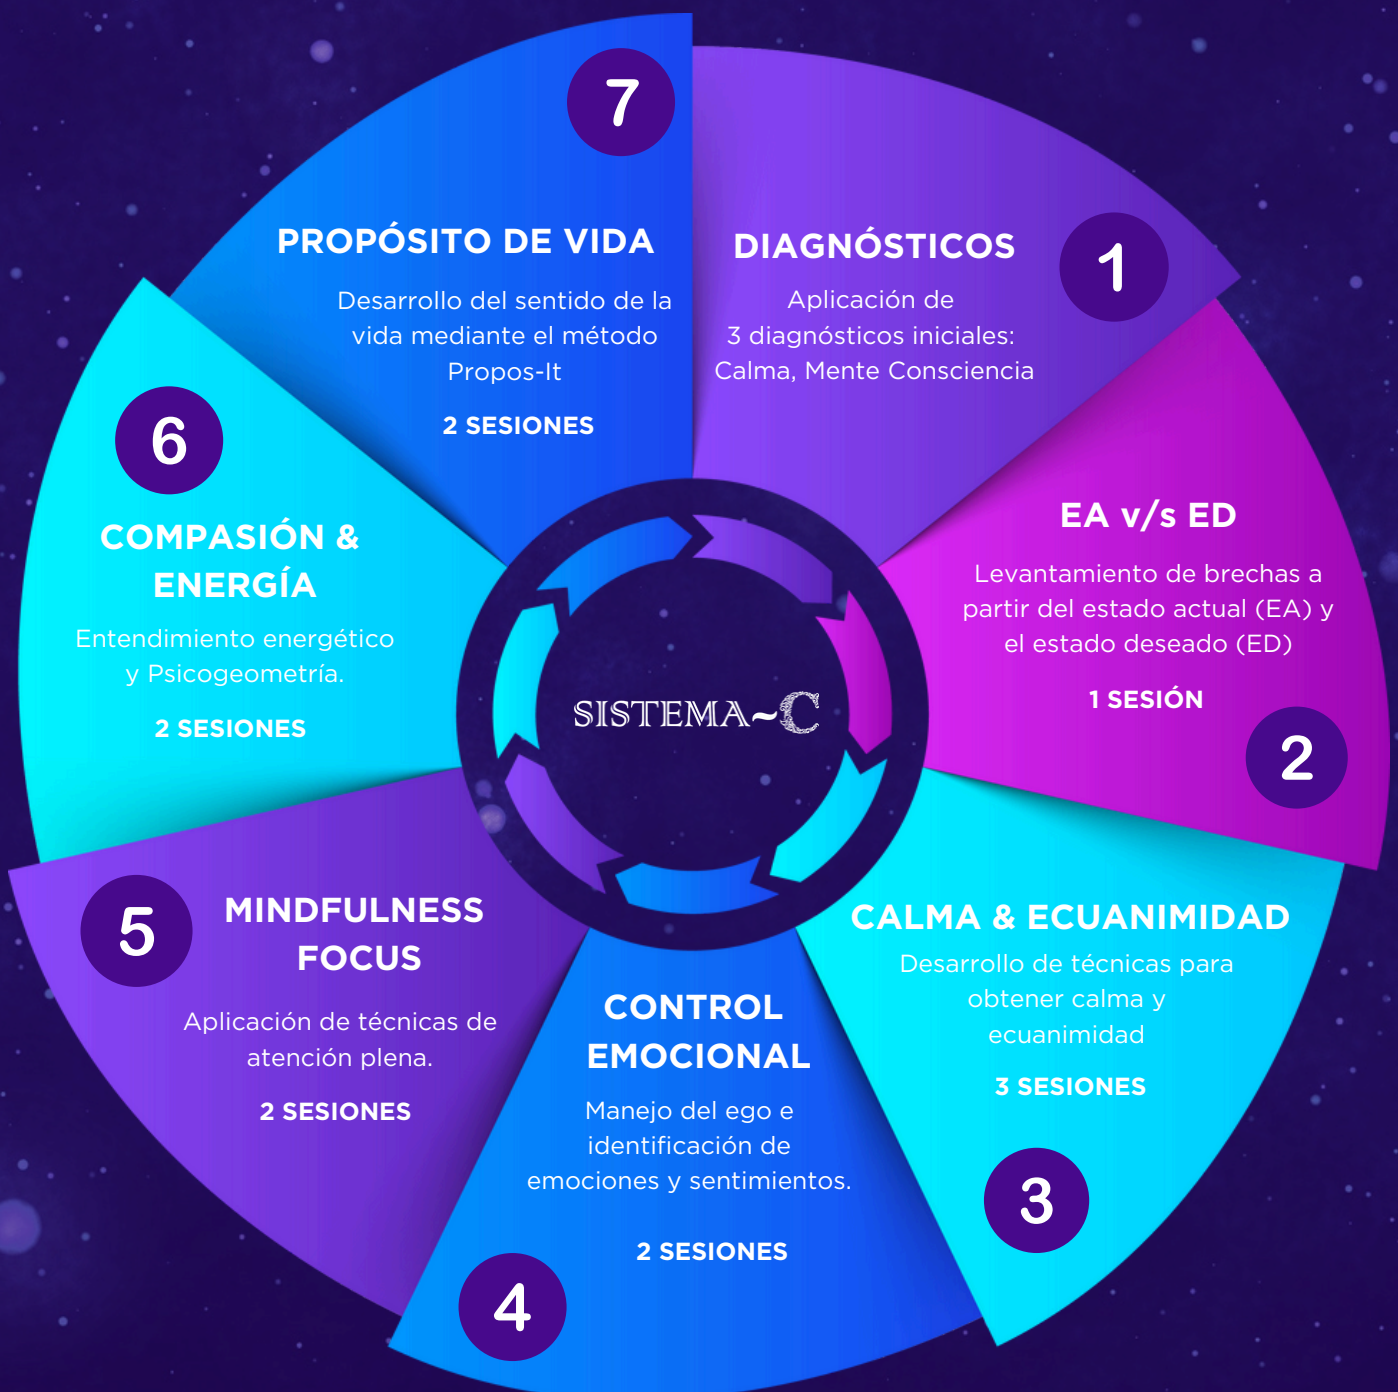 1
DIAGNÓSTICOS
Aplicación de
3 diagnósticos iniciales:
Calma, Mente Consciencia
EA v/s ED
Levantamiento de brechas a
partir del estado actual (EA) y
el estado deseado (ED)
1 SESIÓN
2
CALMA & ECUANIMIDAD
Desarrollo de técnicas para
obtener calma y
ecuanimidad
3 SESIONES
3
CONTROL
EMOCIONAL
Manejo del ego e
identificación de
emociones y sentimientos.
2 SESIONES
4
5
MINDFULNESS
FOCUS
Aplicación de técnicas de
atención plena.
2 SESIONES
6
COMPASIÓN &
ENERGÍA
Entendimiento energético
y Psicogeometría.
2 SESIONES
7
PROPÓSITO DE VIDA
Desarrollo del sentido de la
vida mediante el método
Propos-It
2 SESIONES
SISTEMA~C